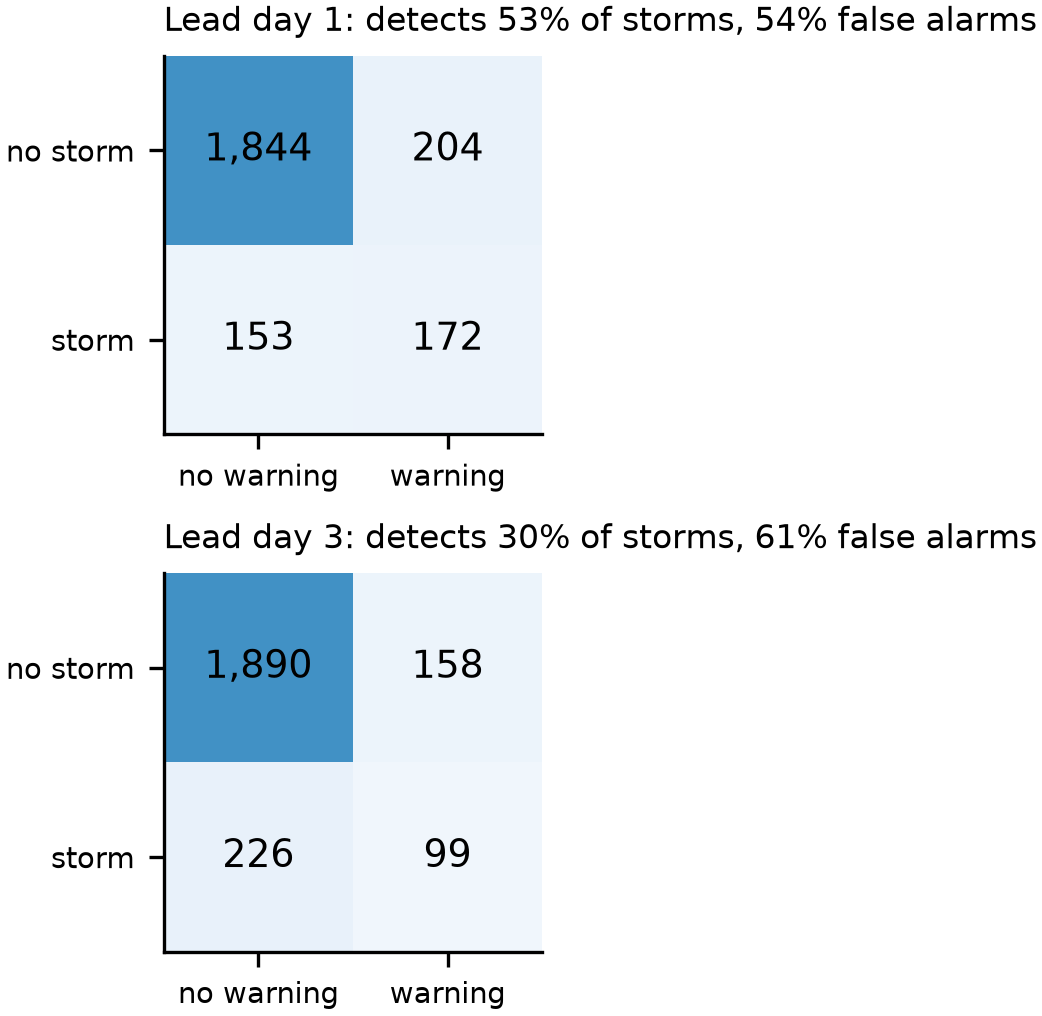 Lead day 1: detects 53% of storms, 54% false alarms
no storm
1,844 204
storm
153 172
no warning warning
Lead day 3: detects 30% of storms, 61% false alarms
no storm
1,890 158
storm
226 99
no warning warning